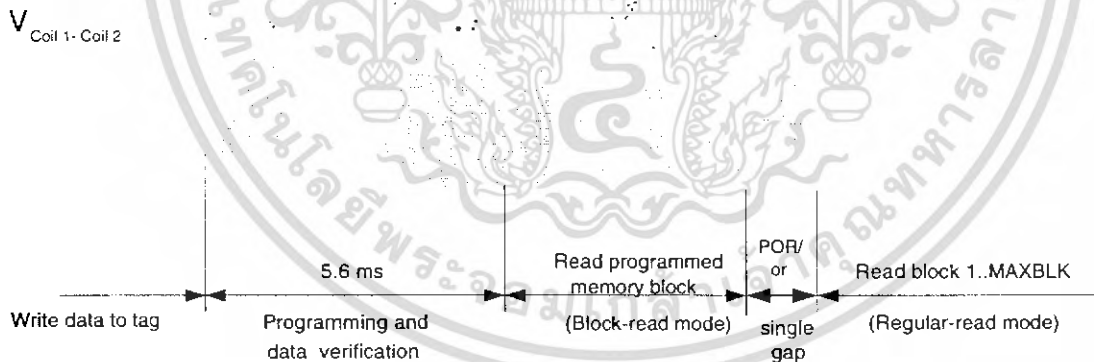 V Coil 1- Coil 2
5.6 ms
Read programmed
memory block
POR/
or
Read block 1..MAXBLK
Write data to tag
Programming and
data verification
(Block-read mode)
single
gap
(Regular-read mode)